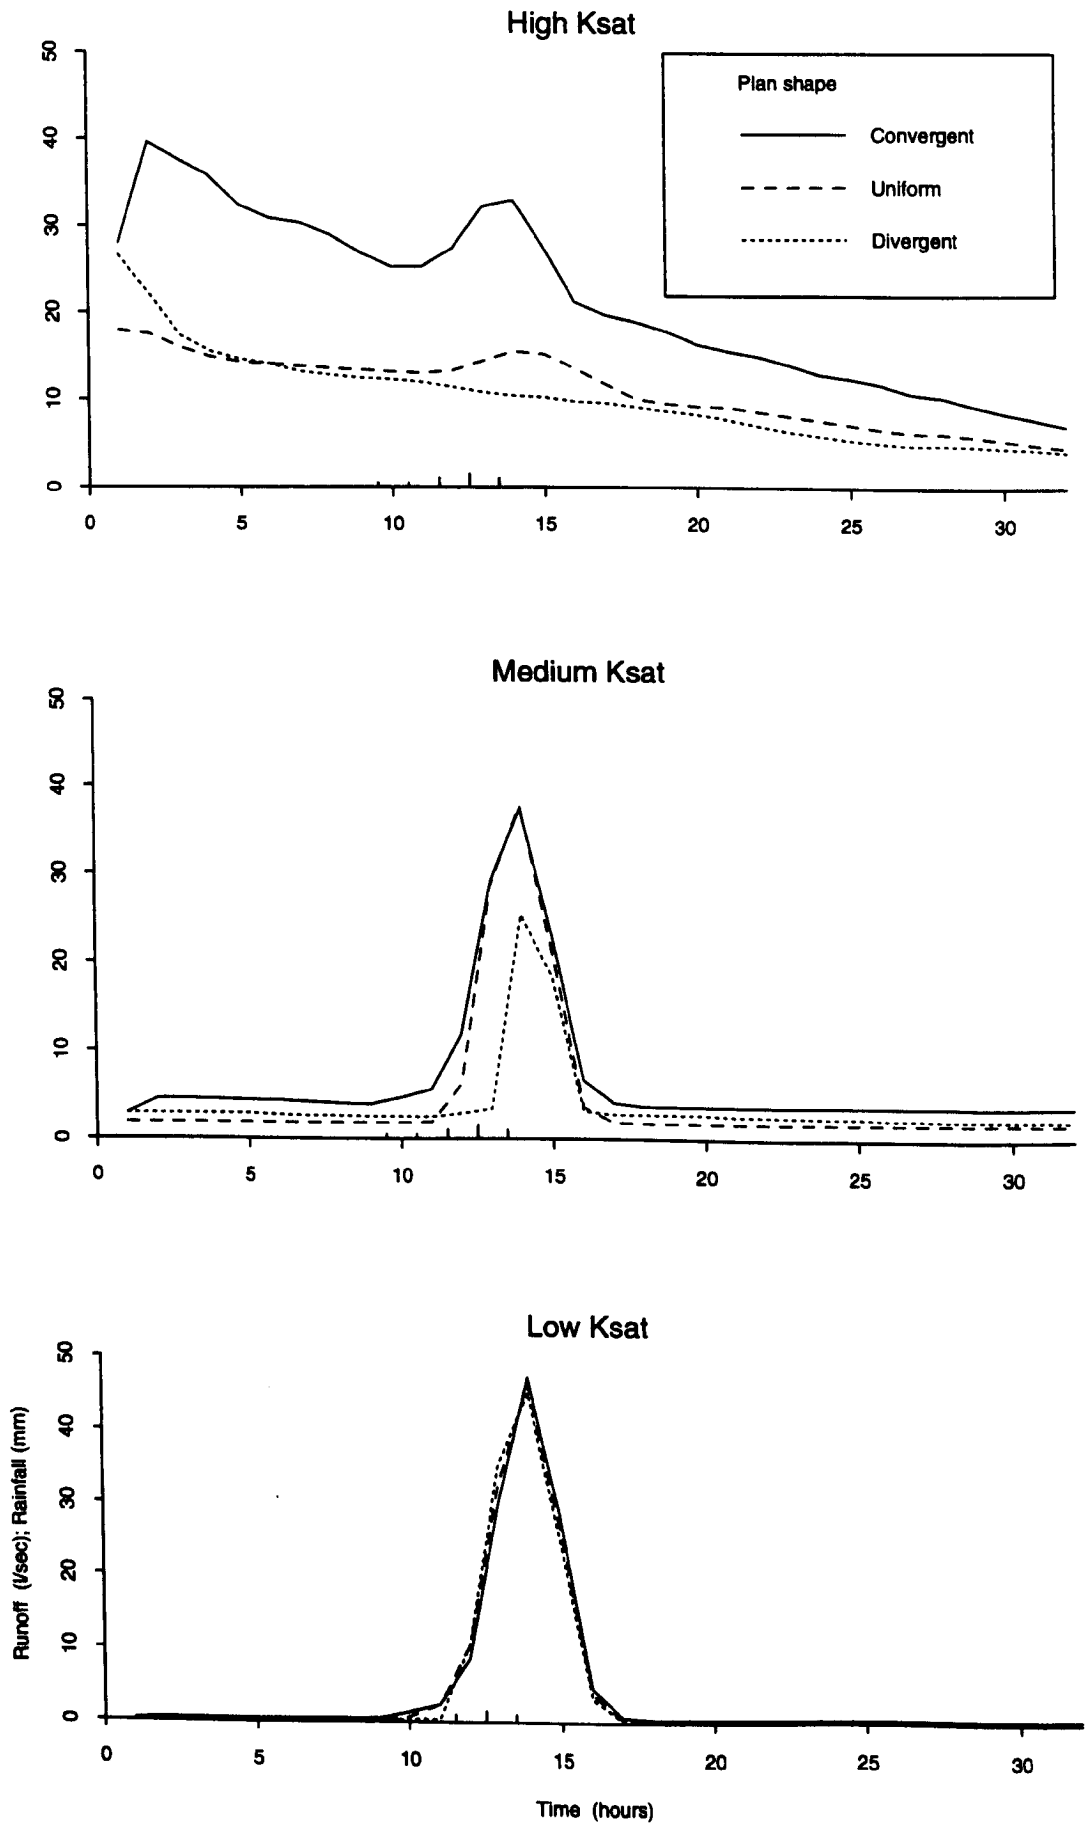 High Ksat
50
40
30
20
10
0
Plan shape
Convergent
Uniform
Divergent
0 5 10 15 20 25 30
Medium Ksat
50
40
30
20
10
0
0 5 10 15 20 25 30
Low Ksat
50
40
30
20
10
0
Runoff (l/sec); Rainfall (mm)
0 5 10 15 20 25 30
Time (hours)